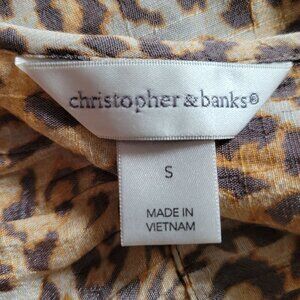 christopher & banks®
S
MADE IN
VIETNAM